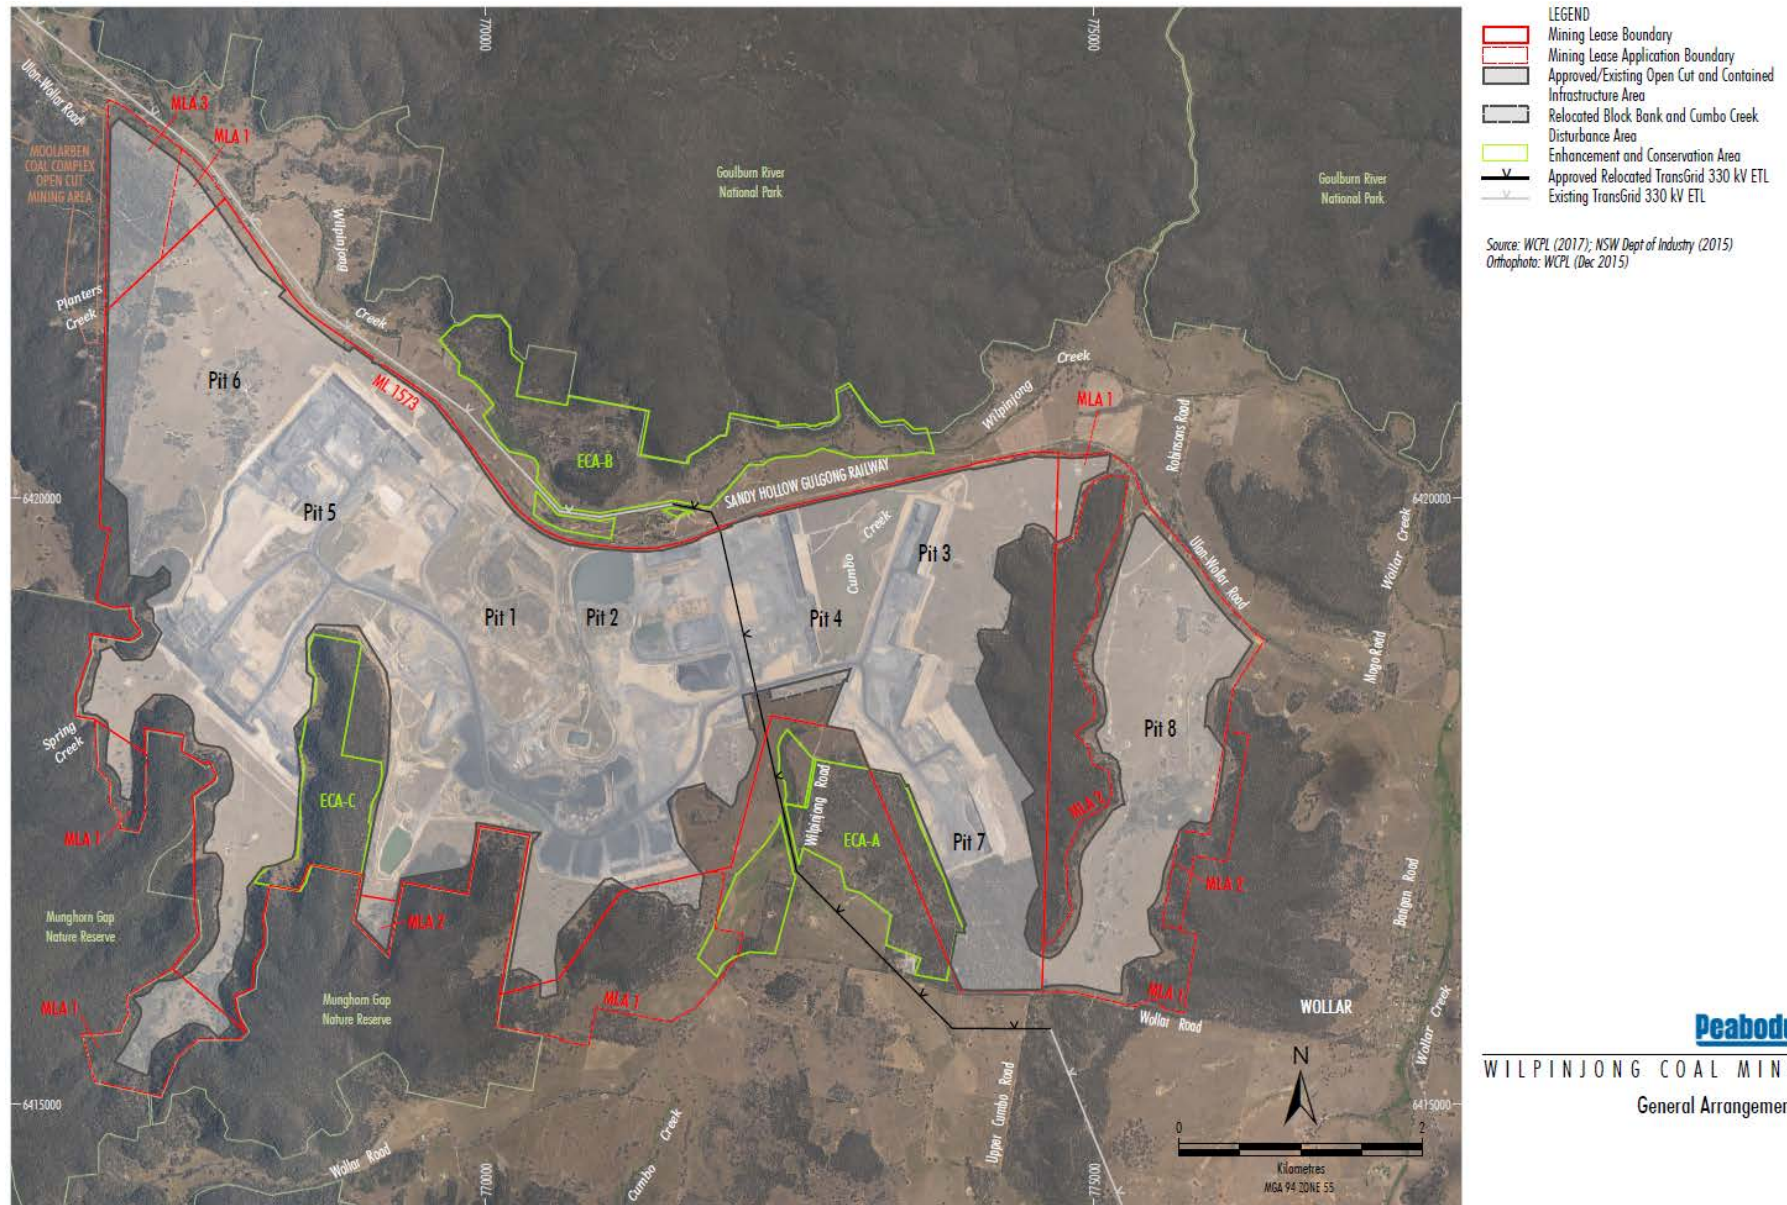 LEGEND
Mining Lease Boundary
Mining Lease Application Boundary
Approved/Existing Open Cut and Contained
Infrastructure Area
Relocated Block Bank and Cumbo Creek
Disturbance Area
Enhancement and Conservation Area
Approved Relocated TransGrid 330 kV ETL
Existing TransGrid 330 kV ETL
Source: WCPL (2017); NSW Dept of Industry (2015)
Orthophoto: WCPL (Dec 2015)
770000
775000
Ulan-Wollar Road
MLA 3
MLA 1
MOOLARBEN
COAL COMPLEX
OPEN CUT
MINING AREA
Goulburn River
National Park
Goulburn River
National Park
Wilpinjong
Creek
Planters
Creek
Pit 6
ML 1573
Wilpinjong
Creek
MLA 1
Robinsons Road
ECA-B
SANDY HOLLOW GULGONG RAILWAY
6420000
6420000
Pit 5
Cumbo
Creek
Pit 3
Ulan-Wollar Road
Wollar Creek
Pit 1
Pit 2
Pit 4
Mogo Road
Spring
Creek
Pit 8
ECA-C
Wilpinjong Road
MLA 2
MLA 1
ECA-A
Pit 7
MLA 2
Barigan Road
Munghorn Gap
Nature Reserve
MLA 2
MLA 1
Munghorn Gap
Nature Reserve
MLA 1
MLA 1
Wollar Road
WOLLAR
Wollar Creek
N
6415000
6415000
Wollar Road
Cumbo Creek
Upper Cumbo Road
0
2
Kilometres
MGA 94 ZONE 55
770000
775000
Peabody
WILPINJONG COAL MIN
General Arrangemen